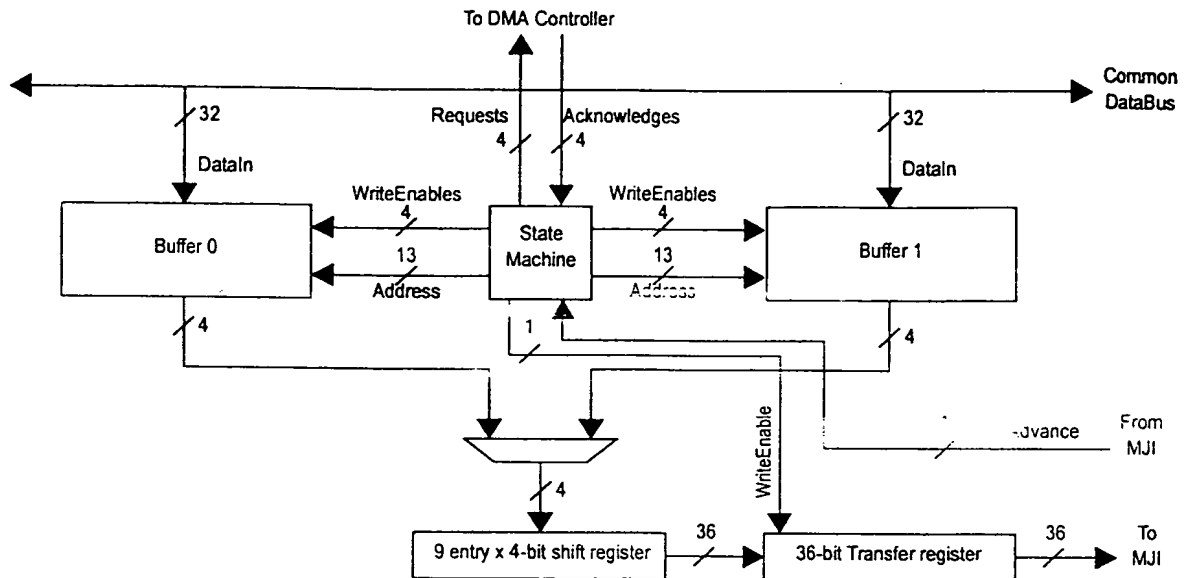 To DMA Controller
Common
DataBus
32
Requests
4
Acknowledges
4
32
DataIn
DataIn
WriteEnables
4
WriteEnables
4
Buffer 0
State
Machine
Buffer 1
13
Address
13
Address
4
1
4
WriteEnable
From
MJI
4
9 entry x 4-bit shift register
36
36-bit Transfer register
36
To
MJI